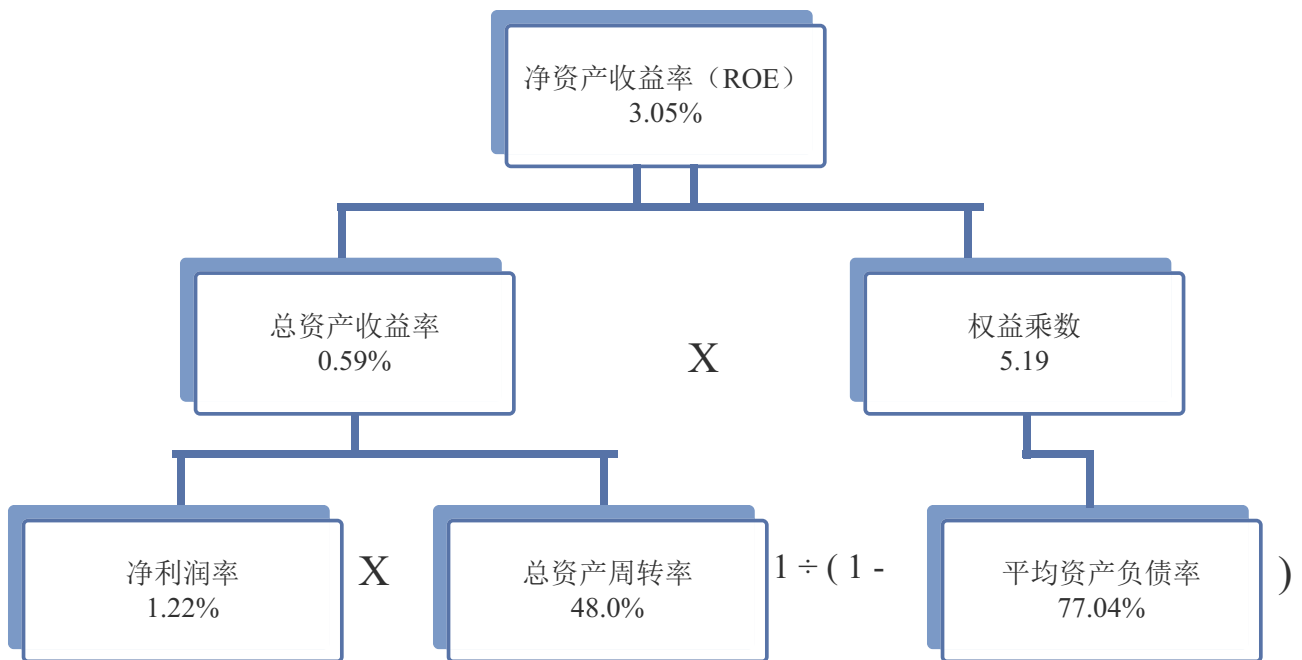 净资产收益率（ROE）
3.05%
总资产收益率
0.59%
X
权益乘数
5.19
净利润率
1.22%
X
总资产周转率
48.0%
1 ÷ ( 1 -
平均资产负债率
77.04%
)